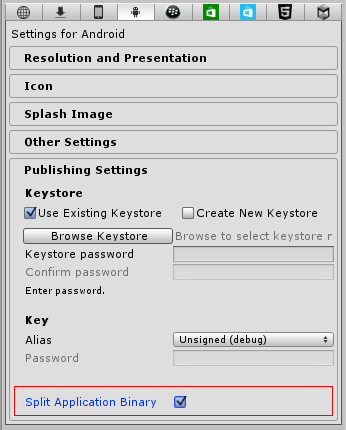 Settings for Android
Resolution and Presentation
Icon
Splash Image
Other Settings
Publishing Settings
Keystore
Use Existing Keystore Create New Keystore
Browse Keystore Browse to select keystore n
Keystore password
Confirm password
Enter password.
Key
Alias Unsigned (debug)
Password
Split Application Binary